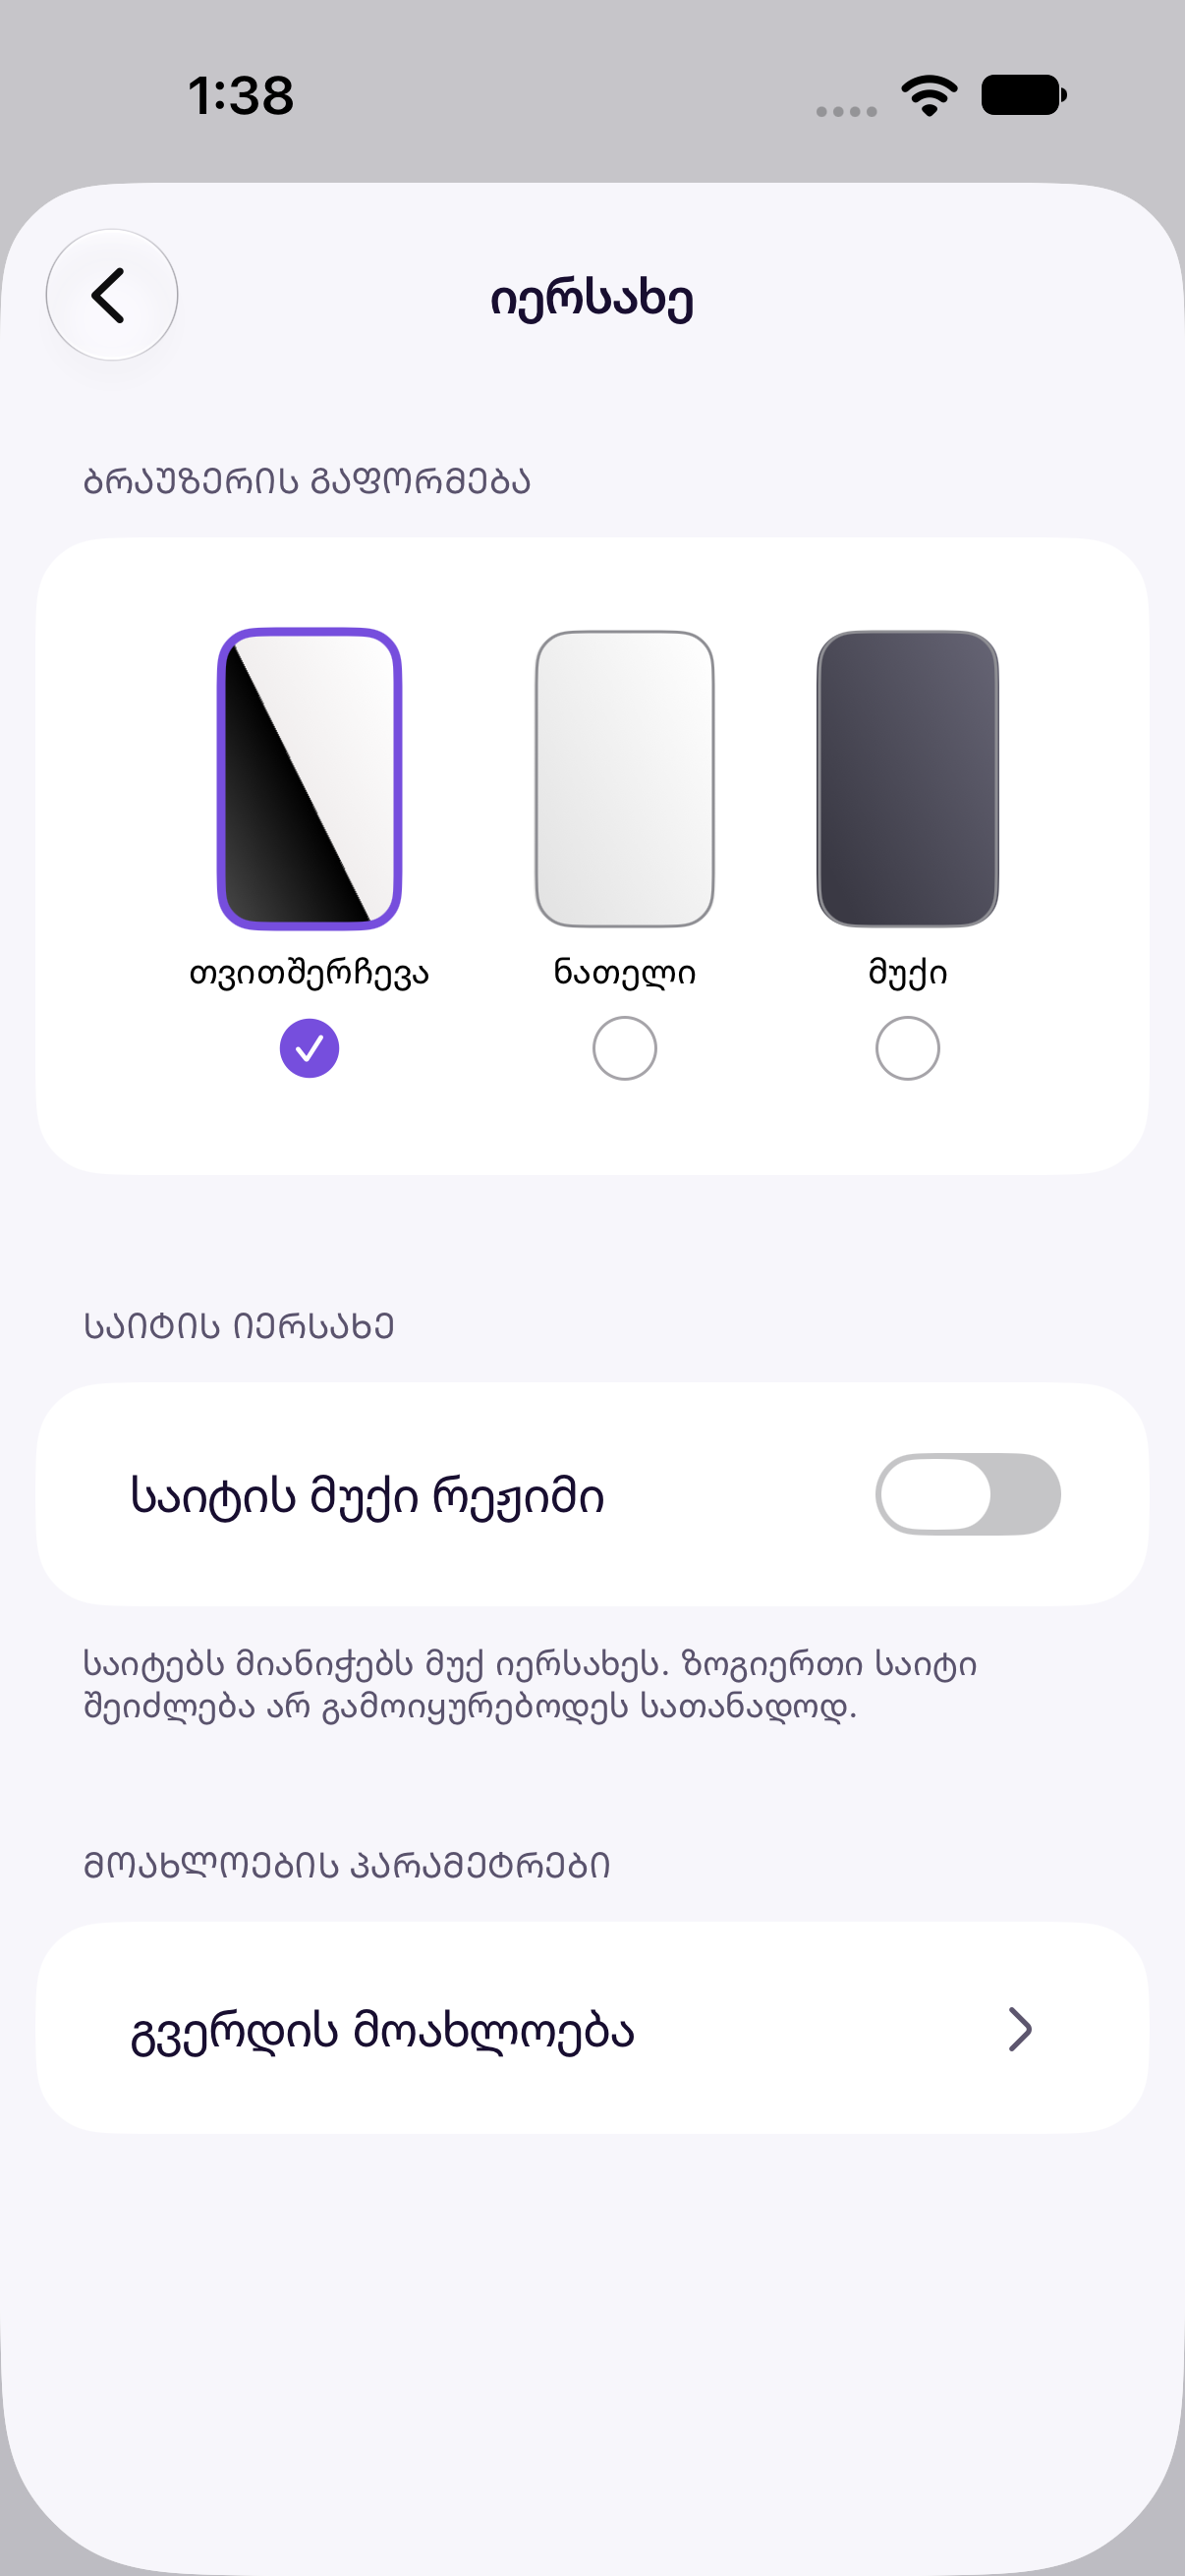 1:38
იერსახე
ᲑᲠᲐᲣᲖᲔᲠᲘᲡ ᲒᲐᲤᲝᲠᲛᲔᲑᲐ
თვითშერჩევა ნათელი მუქი
ᲡᲐᲘᲢᲘᲡ ᲘᲔᲠᲡᲐᲮᲔ
საიტის მუქი რეჟიმი
საიტებს მიანიჭებს მუქ იერსახეს. ზოგიერთი საიტი
შეიძლება არ გამოიყურებოდეს სათანადოდ.
ᲛᲝᲐᲮᲚᲝᲔᲑᲘᲡ ᲞᲐᲠᲐᲛᲔᲢᲠᲔᲑᲘ
გვერდის მოახლოება